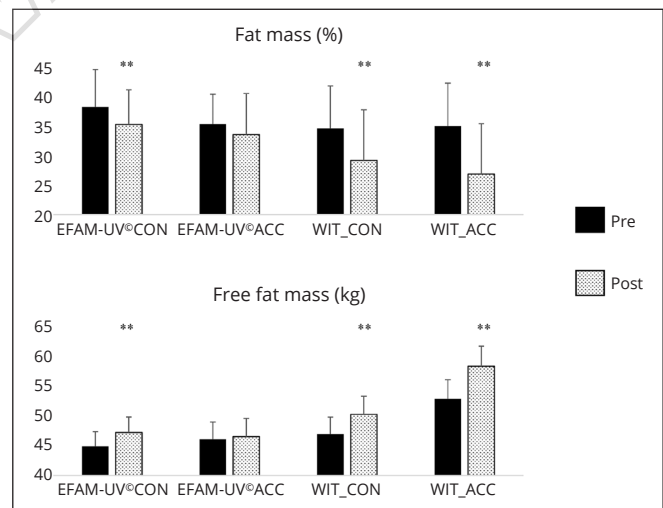 Fat mass (%)
45
40
35
30
25
20
** ** **
EFAM-UV©CON EFAM-UV©ACC WIT_CON WIT_ACC
Pre
Post
Free fat mass (kg)
65
60
55
50
45
40
** ** **
EFAM-UV©CON EFAM-UV©ACC WIT_CON WIT_ACC